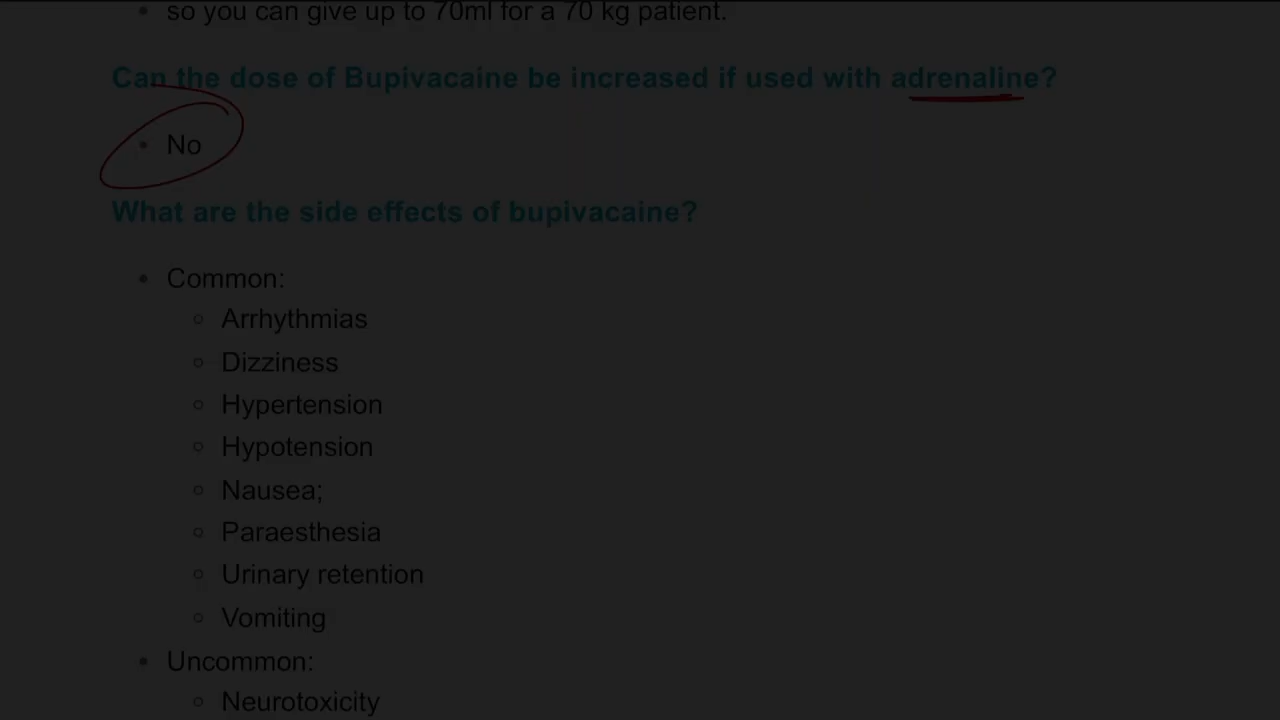 so you can give up to 70ml for a 70 kg patient.
Can the dose of Bupivacaine be increased if used with adrenaline?
No
What are the side effects of bupivacaine?
Common:
Arrhythmias
Dizziness
Hypertension
Hypotension
Nausea;
Paraesthesia
Urinary retention
Vomiting
Uncommon:
Neurotoxicity